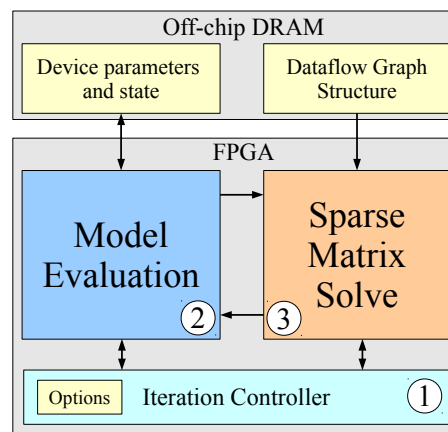 Off-chip DRAM
Device parameters
and state
Dataflow Graph
Structure
FPGA
Model
Evaluation
2
Sparse
Matrix
Solve
3
Options
Iteration Controller
1